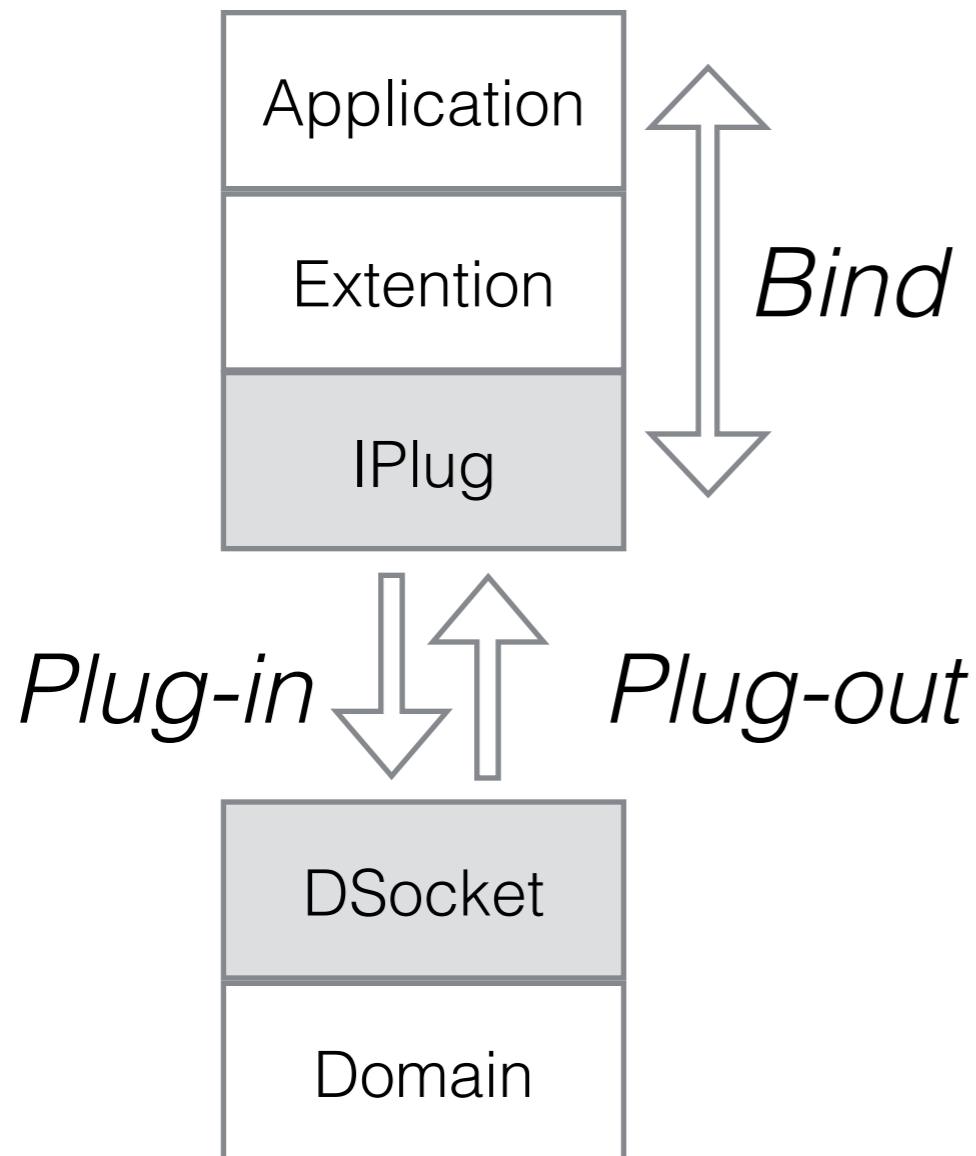 Application
Extention
Bind
IPlug
Plug-in
Plug-out
DSocket
Domain